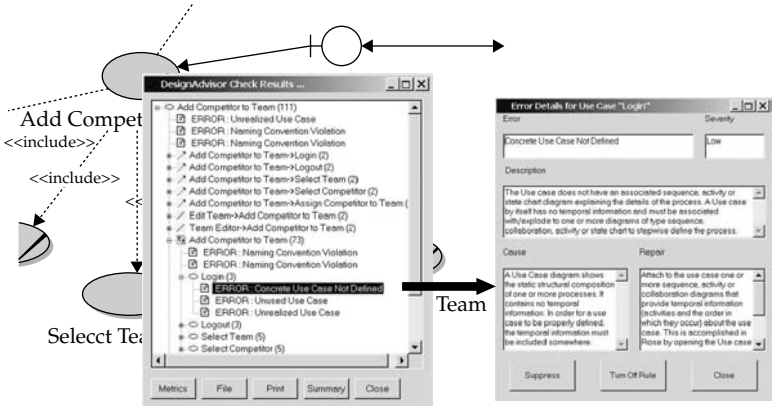 DesignAdvisor Check Results ...
Add Competitor to Team (111)
ERROR : Unrealized Use Case
ERROR : Naming Convention Violation
ERROR : Naming Convention Violation
Add Competitor to Team->Login (2)
Add Competitor to Team->Logout (2)
Add Competitor to Team->Select Team (2)
Add Competitor to Team->Select Competitor (2)
Add Competitor to Team->Assign Competitor to Team (
Edit Team->Add Competitor to Team (2)
Team Editor->Add Competitor to Team (2)
Add Competitor to Team (73)
ERROR : Naming Convention Violation
ERROR : Naming Convention Violation
Login (3)
ERROR : Concrete Use Case Not Defined
ERROR : Unused Use Case
ERROR : Unrealized Use Case
Logout (3)
Select Team (5)
Select Competitor (5)
Metrics File Print Summary Close
Add Compet
<<include>>
<<include>>
<<
Selecct Tea
Team
Error Details for Use Case "Login"
Error Severity
Concrete Use Case Not Defined Low
Description
The Use case does not have an associated sequence, activity or
state chart diagram explaining the details of the process. A Use case
by itself has no temporal information and must be associated
with/explode to one or more diagrams of type sequence,
collaboration, activity or state chart to stepwise define the process.
Cause
A Use Case diagram shows
the static structural composition
of one or more processes. It
contains no temporal
information. In order for a use
case to be properly defined,
the temporal information must
be included somewhere.
Repair
Attach to the use case one or
more sequence, activity or
collaboration diagrams that
provide temporal information
(activities and the order in
which they occur) about the use
case. This is accomplished in
Rose by opening the Use case
Suppress Turn Off Rule Close